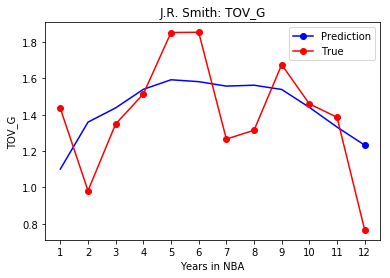 J.R. Smith: TOV_G
Prediction
True
1.8
1.6
1.4
1.2
1.0
0.8
TOV_G
1 2 3 4 5 6 7 8 9 10 11 12
Years in NBA